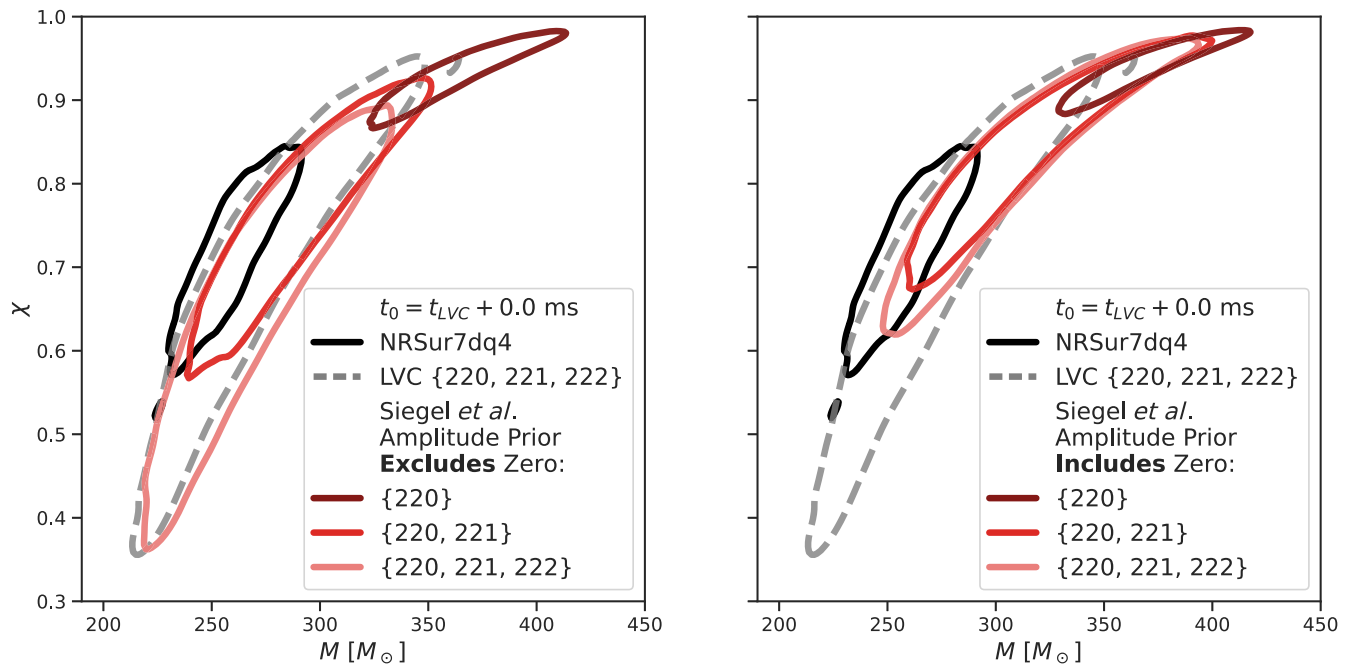 1.0
0.9
0.8
0.7
0.6
0.5
0.4
0.3
χ
200 250 300 350 400 450
M [M⊙]
t₀ = t_LVC + 0.0 ms
NRSur7dq4
LVC {220, 221, 222}
Siegel et al.
Amplitude Prior
Excludes Zero:
{220}
{220, 221}
{220, 221, 222}
200 250 300 350 400 450
M [M⊙]
t₀ = t_LVC + 0.0 ms
NRSur7dq4
LVC {220, 221, 222}
Siegel et al.
Amplitude Prior
Includes Zero:
{220}
{220, 221}
{220, 221, 222}